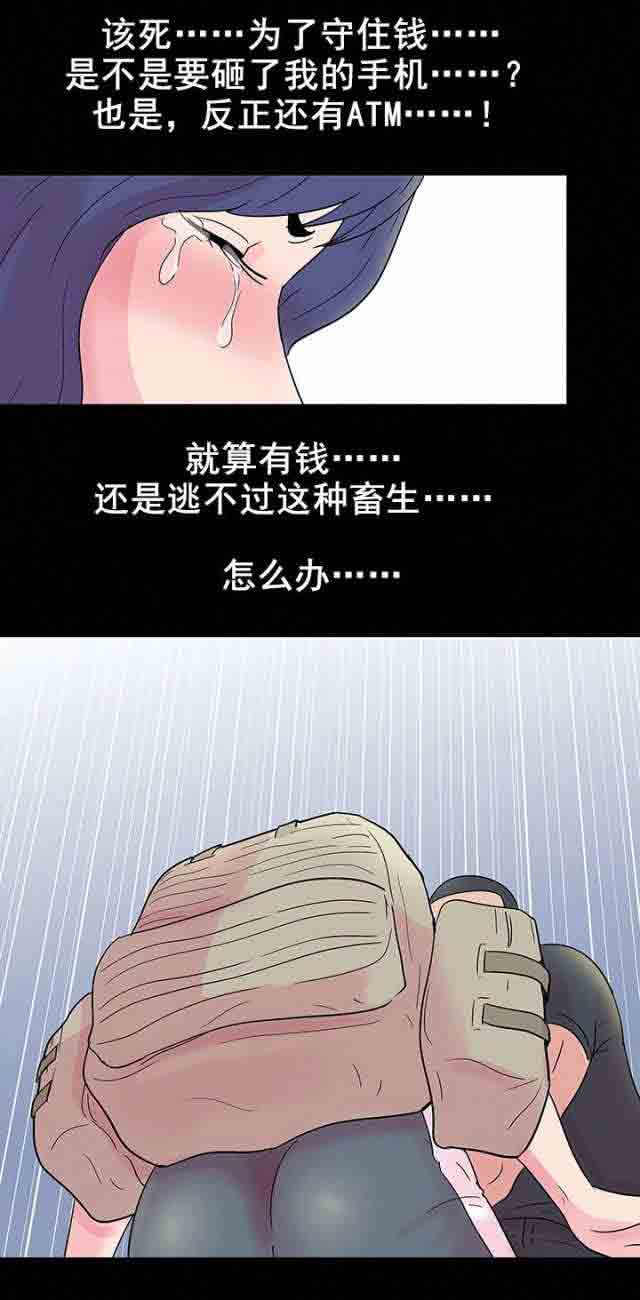 该死……为了守住钱……
是不是要砸了我的手机……？
也是，反正还有ATM……！
就算有钱……
还是逃不过这种畜生……
怎么办……